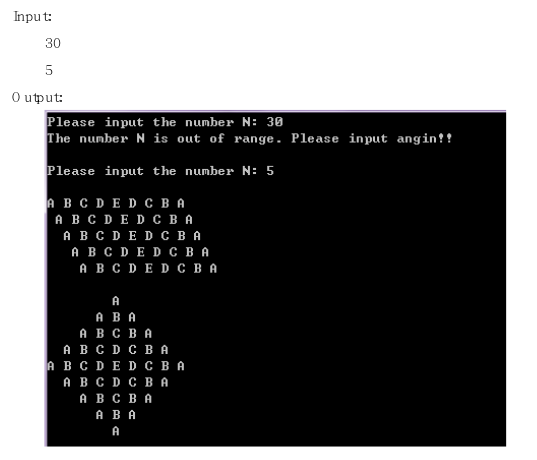 Input:
30
5
Output:
Please input the number N: 30
The number N is out of range. Please input angin!!
Please input the number N: 5
A B C D E D C B A
 A B C D E D C B A
  A B C D E D C B A
   A B C D E D C B A
    A B C D E D C B A
        A
      A B A
    A B C B A
  A B C D C B A
A B C D E D C B A
  A B C D C B A
    A B C B A
      A B A
        A